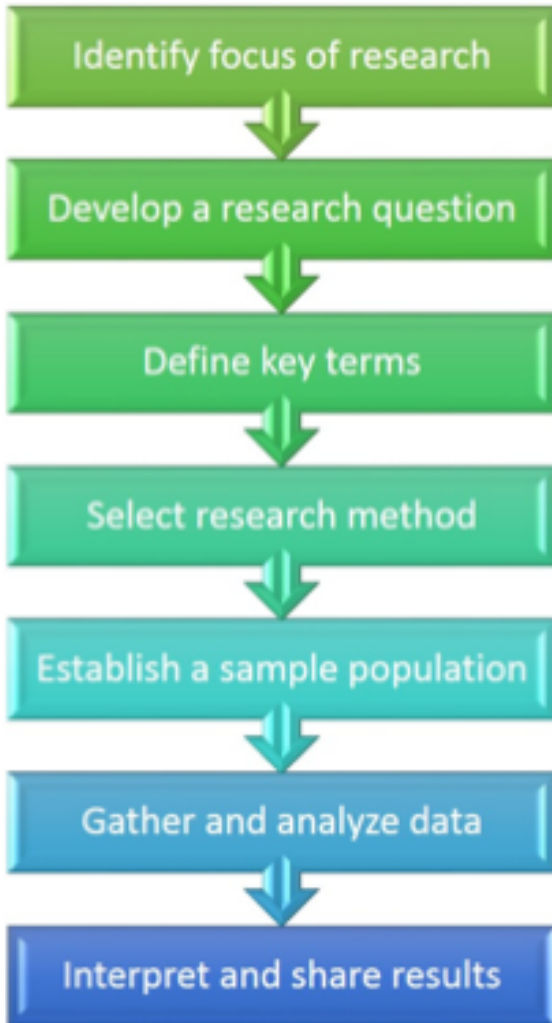 Identify focus of research
Develop a research question
Define key terms
Select research method
Establish a sample population
Gather and analyze data
Interpret and share results